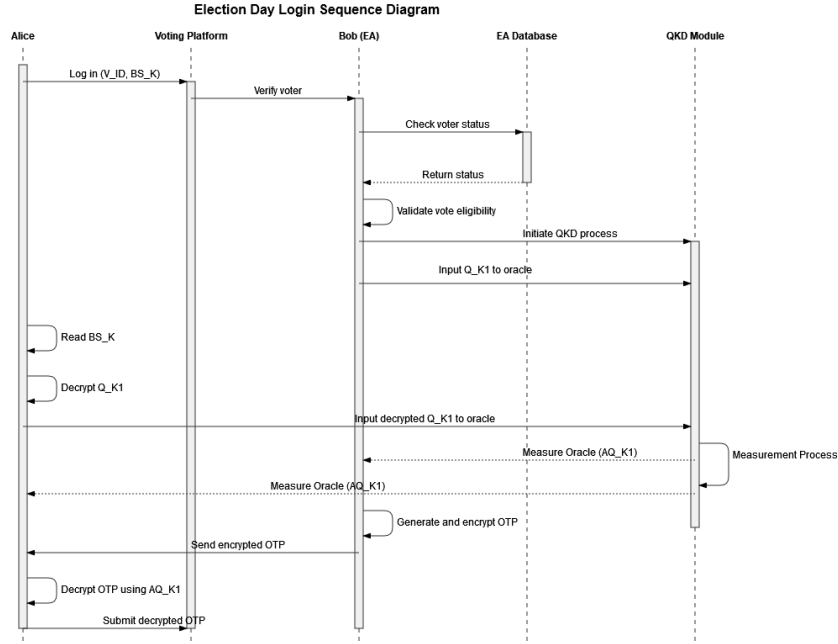 Election Day Login Sequence Diagram
Alice
Voting Platform
Bob (EA)
EA Database
QKD Module
Log in (V_ID, BS_K)
Verify voter
Check voter status
Return status
Validate vote eligibility
Initiate QKD process
Input Q_K1 to oracle
Read BS_K
Decrypt Q_K1
Input decrypted Q_K1 to oracle
Measure Oracle (AQ_K1)
Measurement Process
Measure Oracle (AQ_K1)
Generate and encrypt OTP
Send encrypted OTP
Decrypt OTP using AQ_K1
Submit decrypted OTP